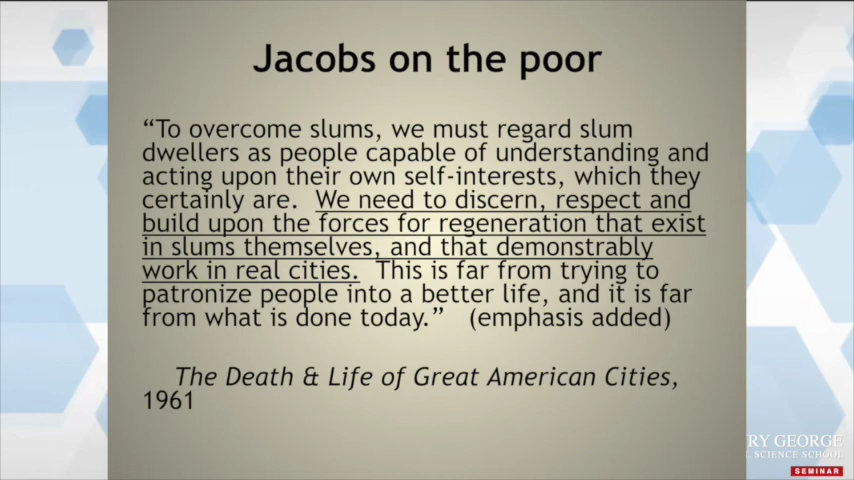 Jacobs on the poor
“To overcome slums, we must regard slum
dwellers as people capable of understanding and
acting upon their own self-interests, which they
certainly are. We need to discern, respect and
build upon the forces for regeneration that exist
in slums themselves, and that demonstrably
work in real cities. This is far from trying to
patronize people into a better life, and it is far
from what is done today.” (emphasis added)
The Death & Life of Great American Cities,
1961
RY GEORGE
L SCIENCE SCHOOL
SEMINAR